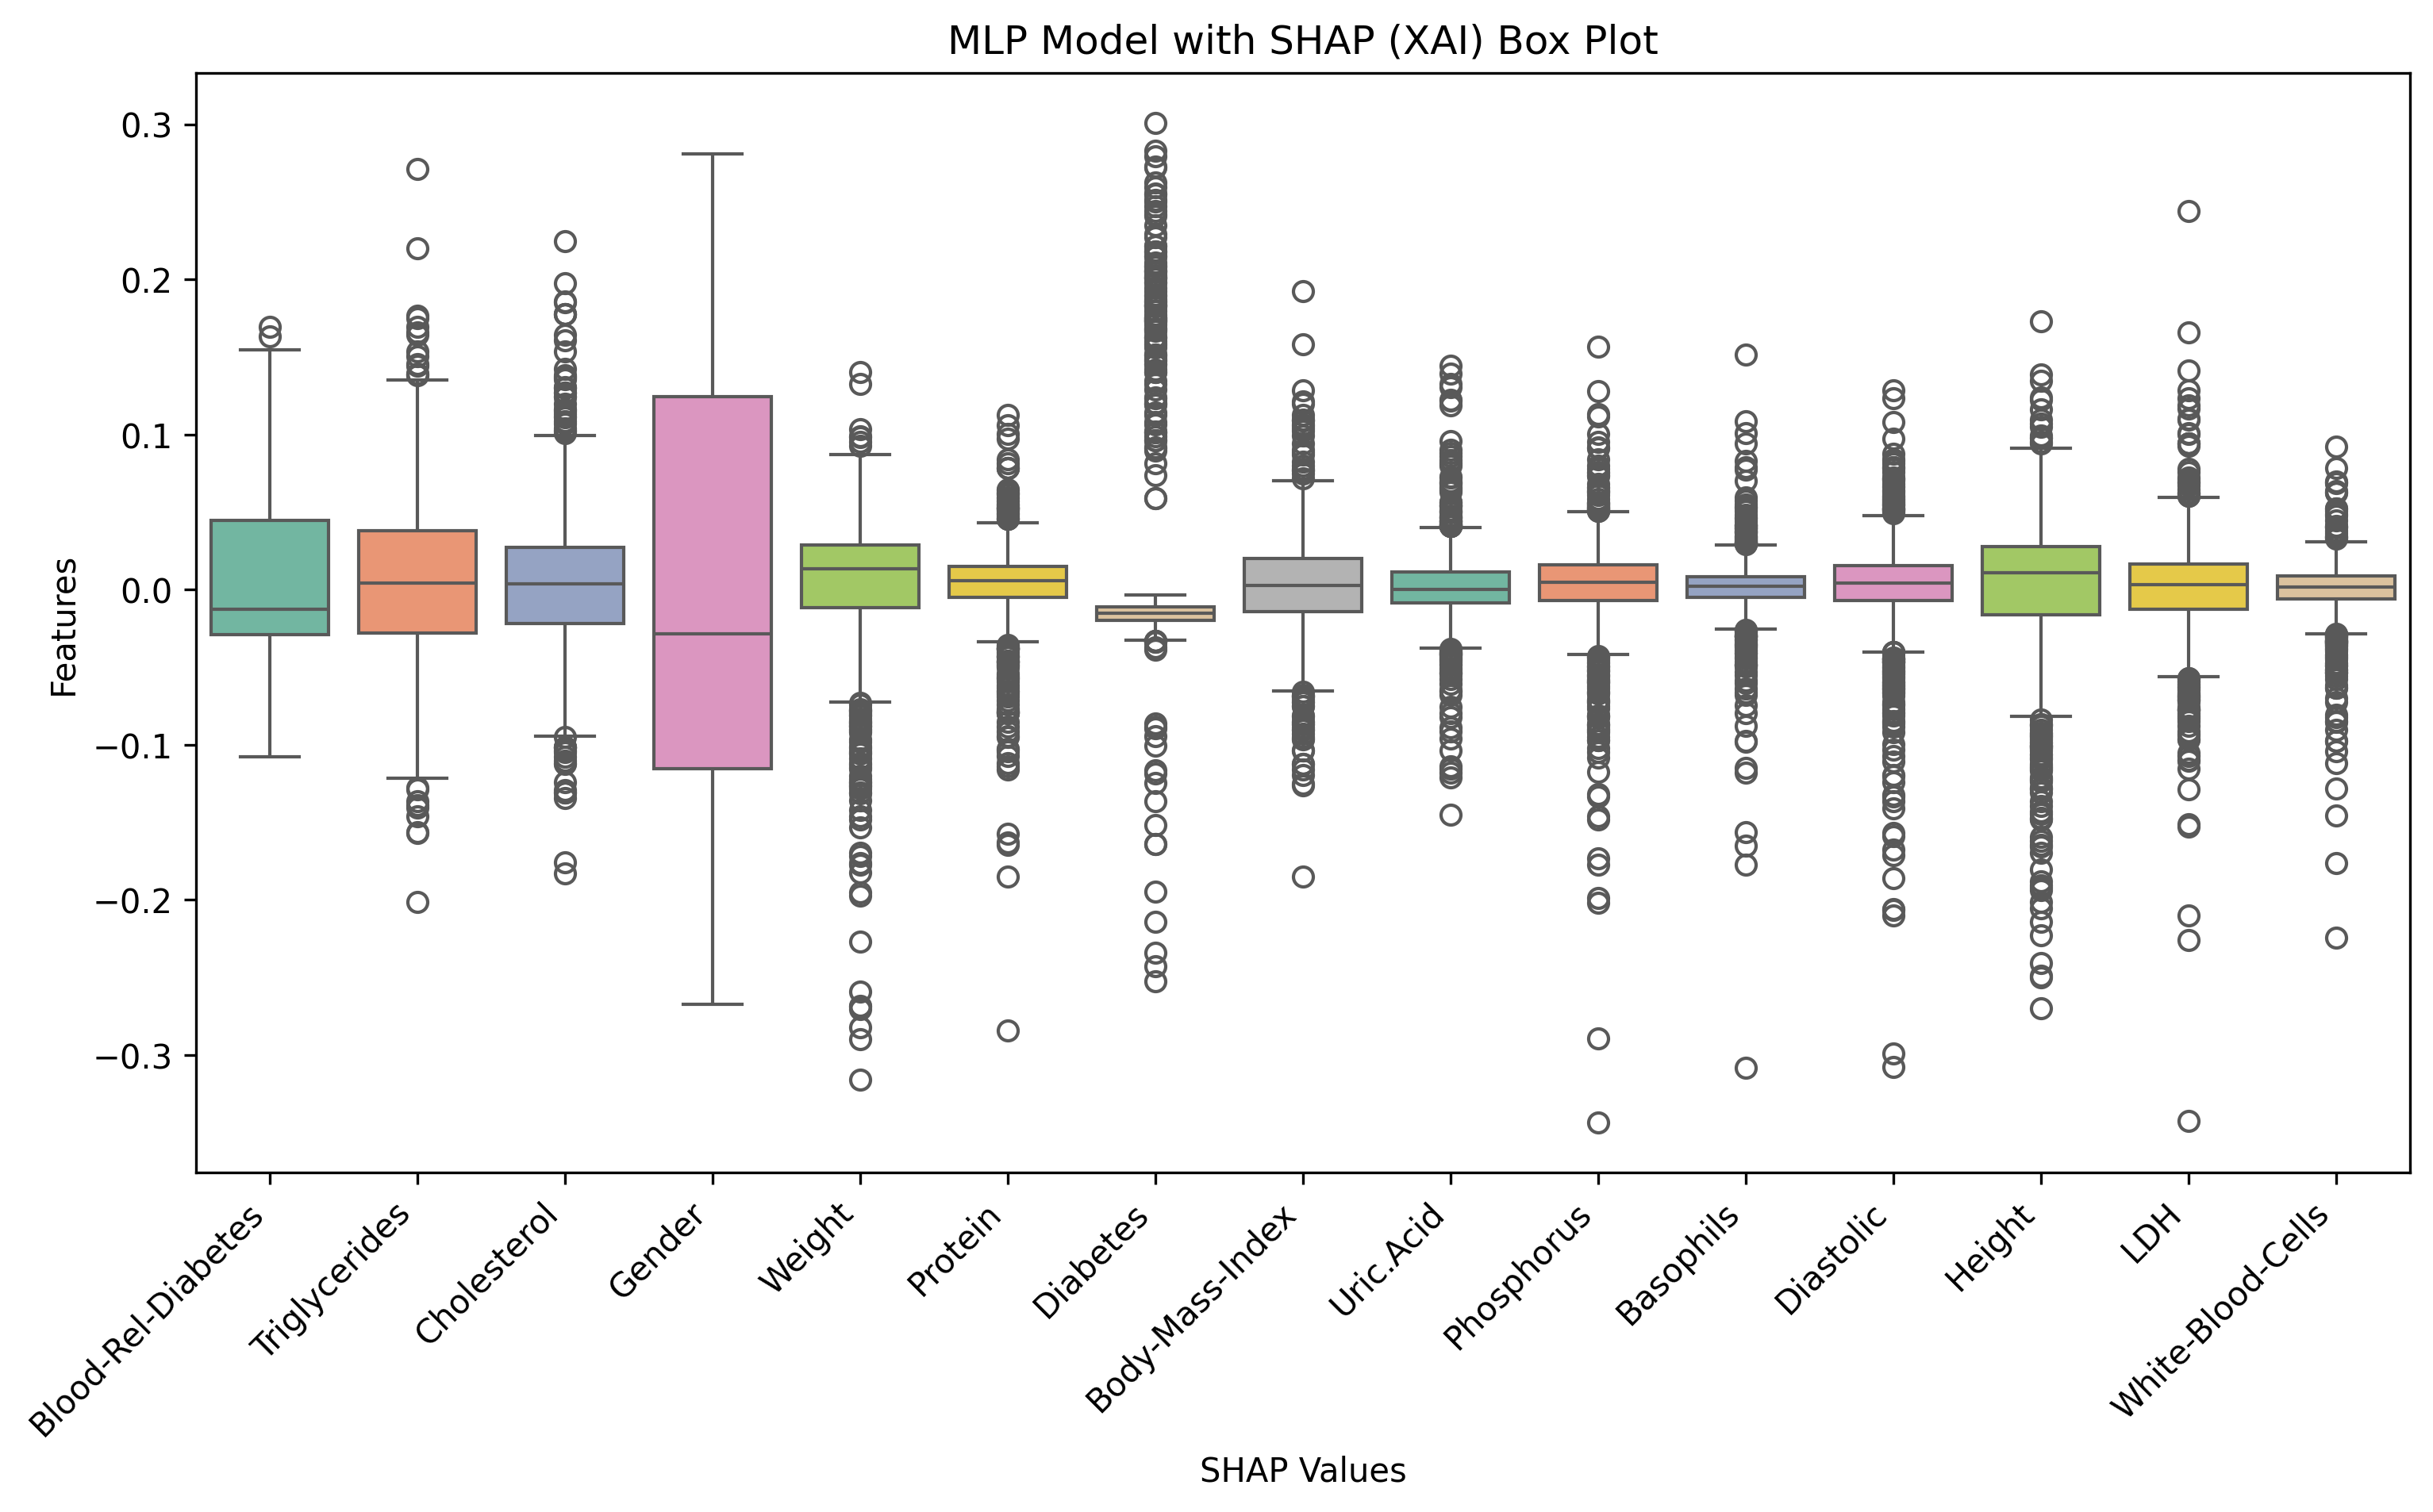 MLP Model with SHAP (XAI) Box Plot
Features
0.3
0.2
0.1
0.0
−0.1
−0.2
−0.3
Blood-Rel-Diabetes
Triglycerides
Cholesterol
Gender
Weight
Protein
Diabetes
Body-Mass-Index
Uric.Acid
Phosphorus
Basophils
Diastolic
Height
LDH
White-Blood-Cells
SHAP Values